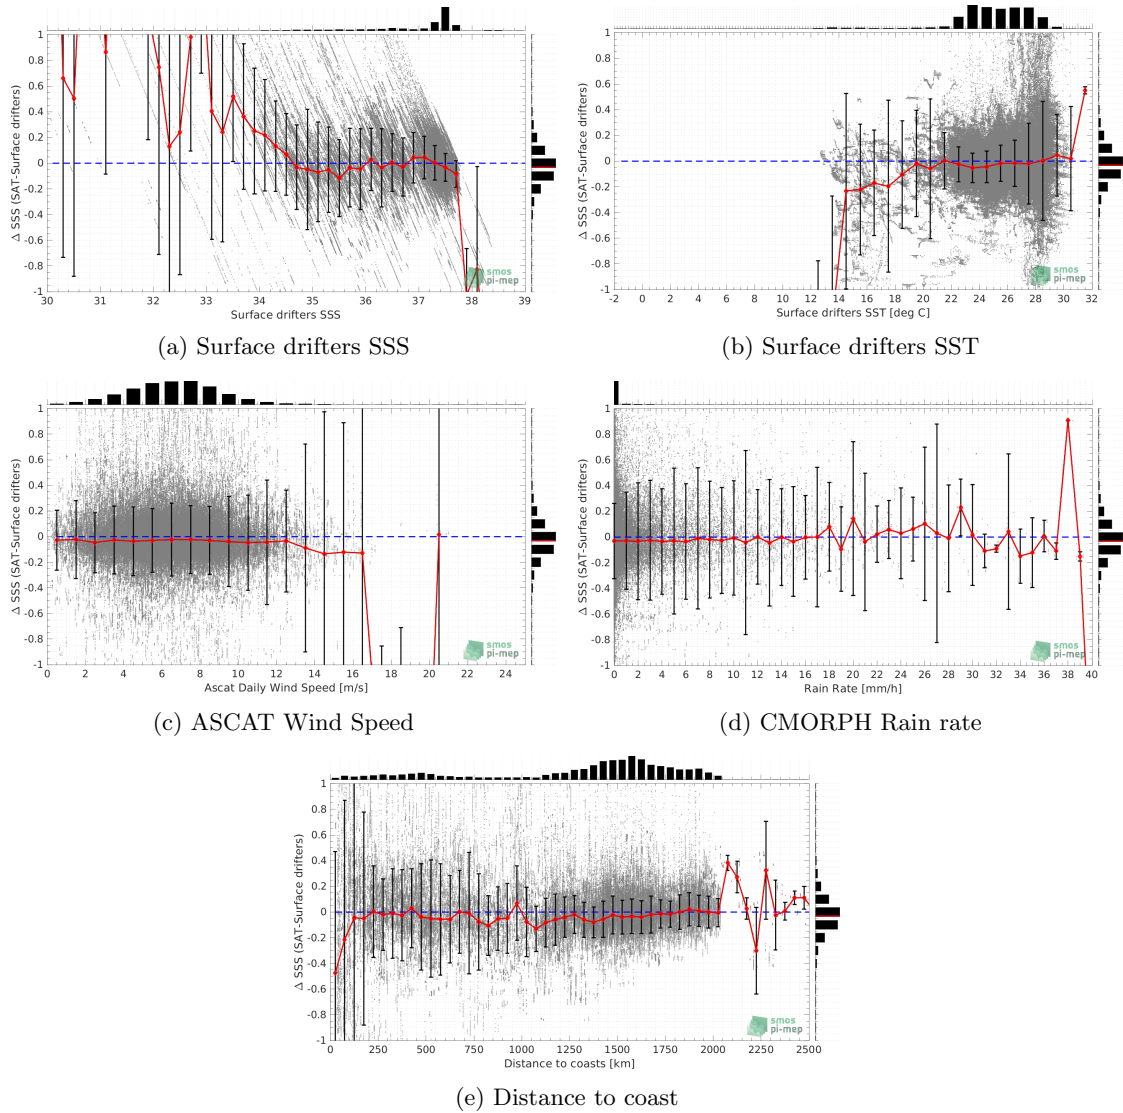 1
0.8
0.6
0.4
0.2
0
-0.2
-0.4
-0.6
-0.8
-1
Δ SSS (SAT-Surface drifters)
30 31 32 33 34 35 36 37 38 39
Surface drifters SSS
smos
pi-mep
(a) Surface drifters SSS
1
0.8
0.6
0.4
0.2
0
-0.2
-0.4
-0.6
-0.8
-1
Δ SSS (SAT-Surface drifters)
-2 0 2 4 6 8 10 12 14 16 18 20 22 24 26 28 30 32
Surface drifters SST [deg C]
smos
pi-mep
(b) Surface drifters SST
1
0.8
0.6
0.4
0.2
0
-0.2
-0.4
-0.6
-0.8
-1
Δ SSS (SAT-Surface drifters)
0 2 4 6 8 10 12 14 16 18 20 22 24
Ascat Daily Wind Speed [m/s]
smos
pi-mep
(c) ASCAT Wind Speed
1
0.8
0.6
0.4
0.2
0
-0.2
-0.4
-0.6
-0.8
-1
Δ SSS (SAT-Surface drifters)
0 2 4 6 8 10 12 14 16 18 20 22 24 26 28 30 32 34 36 38 40
Rain Rate [mm/h]
smos
pi-mep
(d) CMORPH Rain rate
1
0.8
0.6
0.4
0.2
0
-0.2
-0.4
-0.6
-0.8
-1
Δ SSS (SAT-Surface drifters)
0 250 500 750 1000 1250 1500 1750 2000 2250 2500
Distance to coasts [km]
smos
pi-mep
(e) Distance to coast